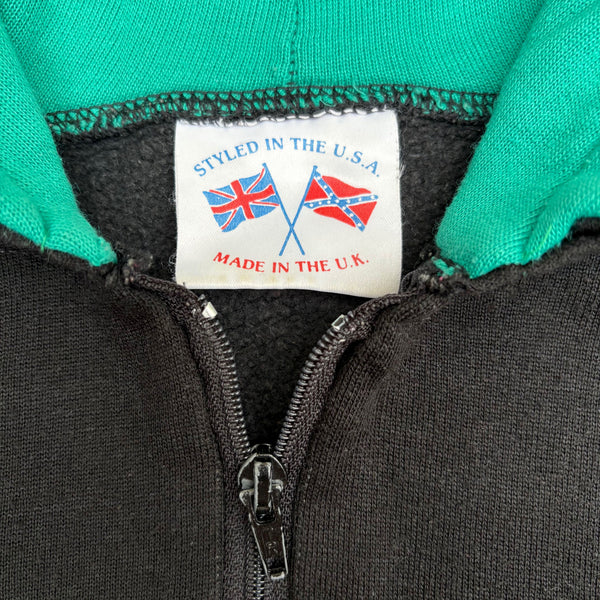 STYLED IN THE U.S.A.
MADE IN THE U.K.